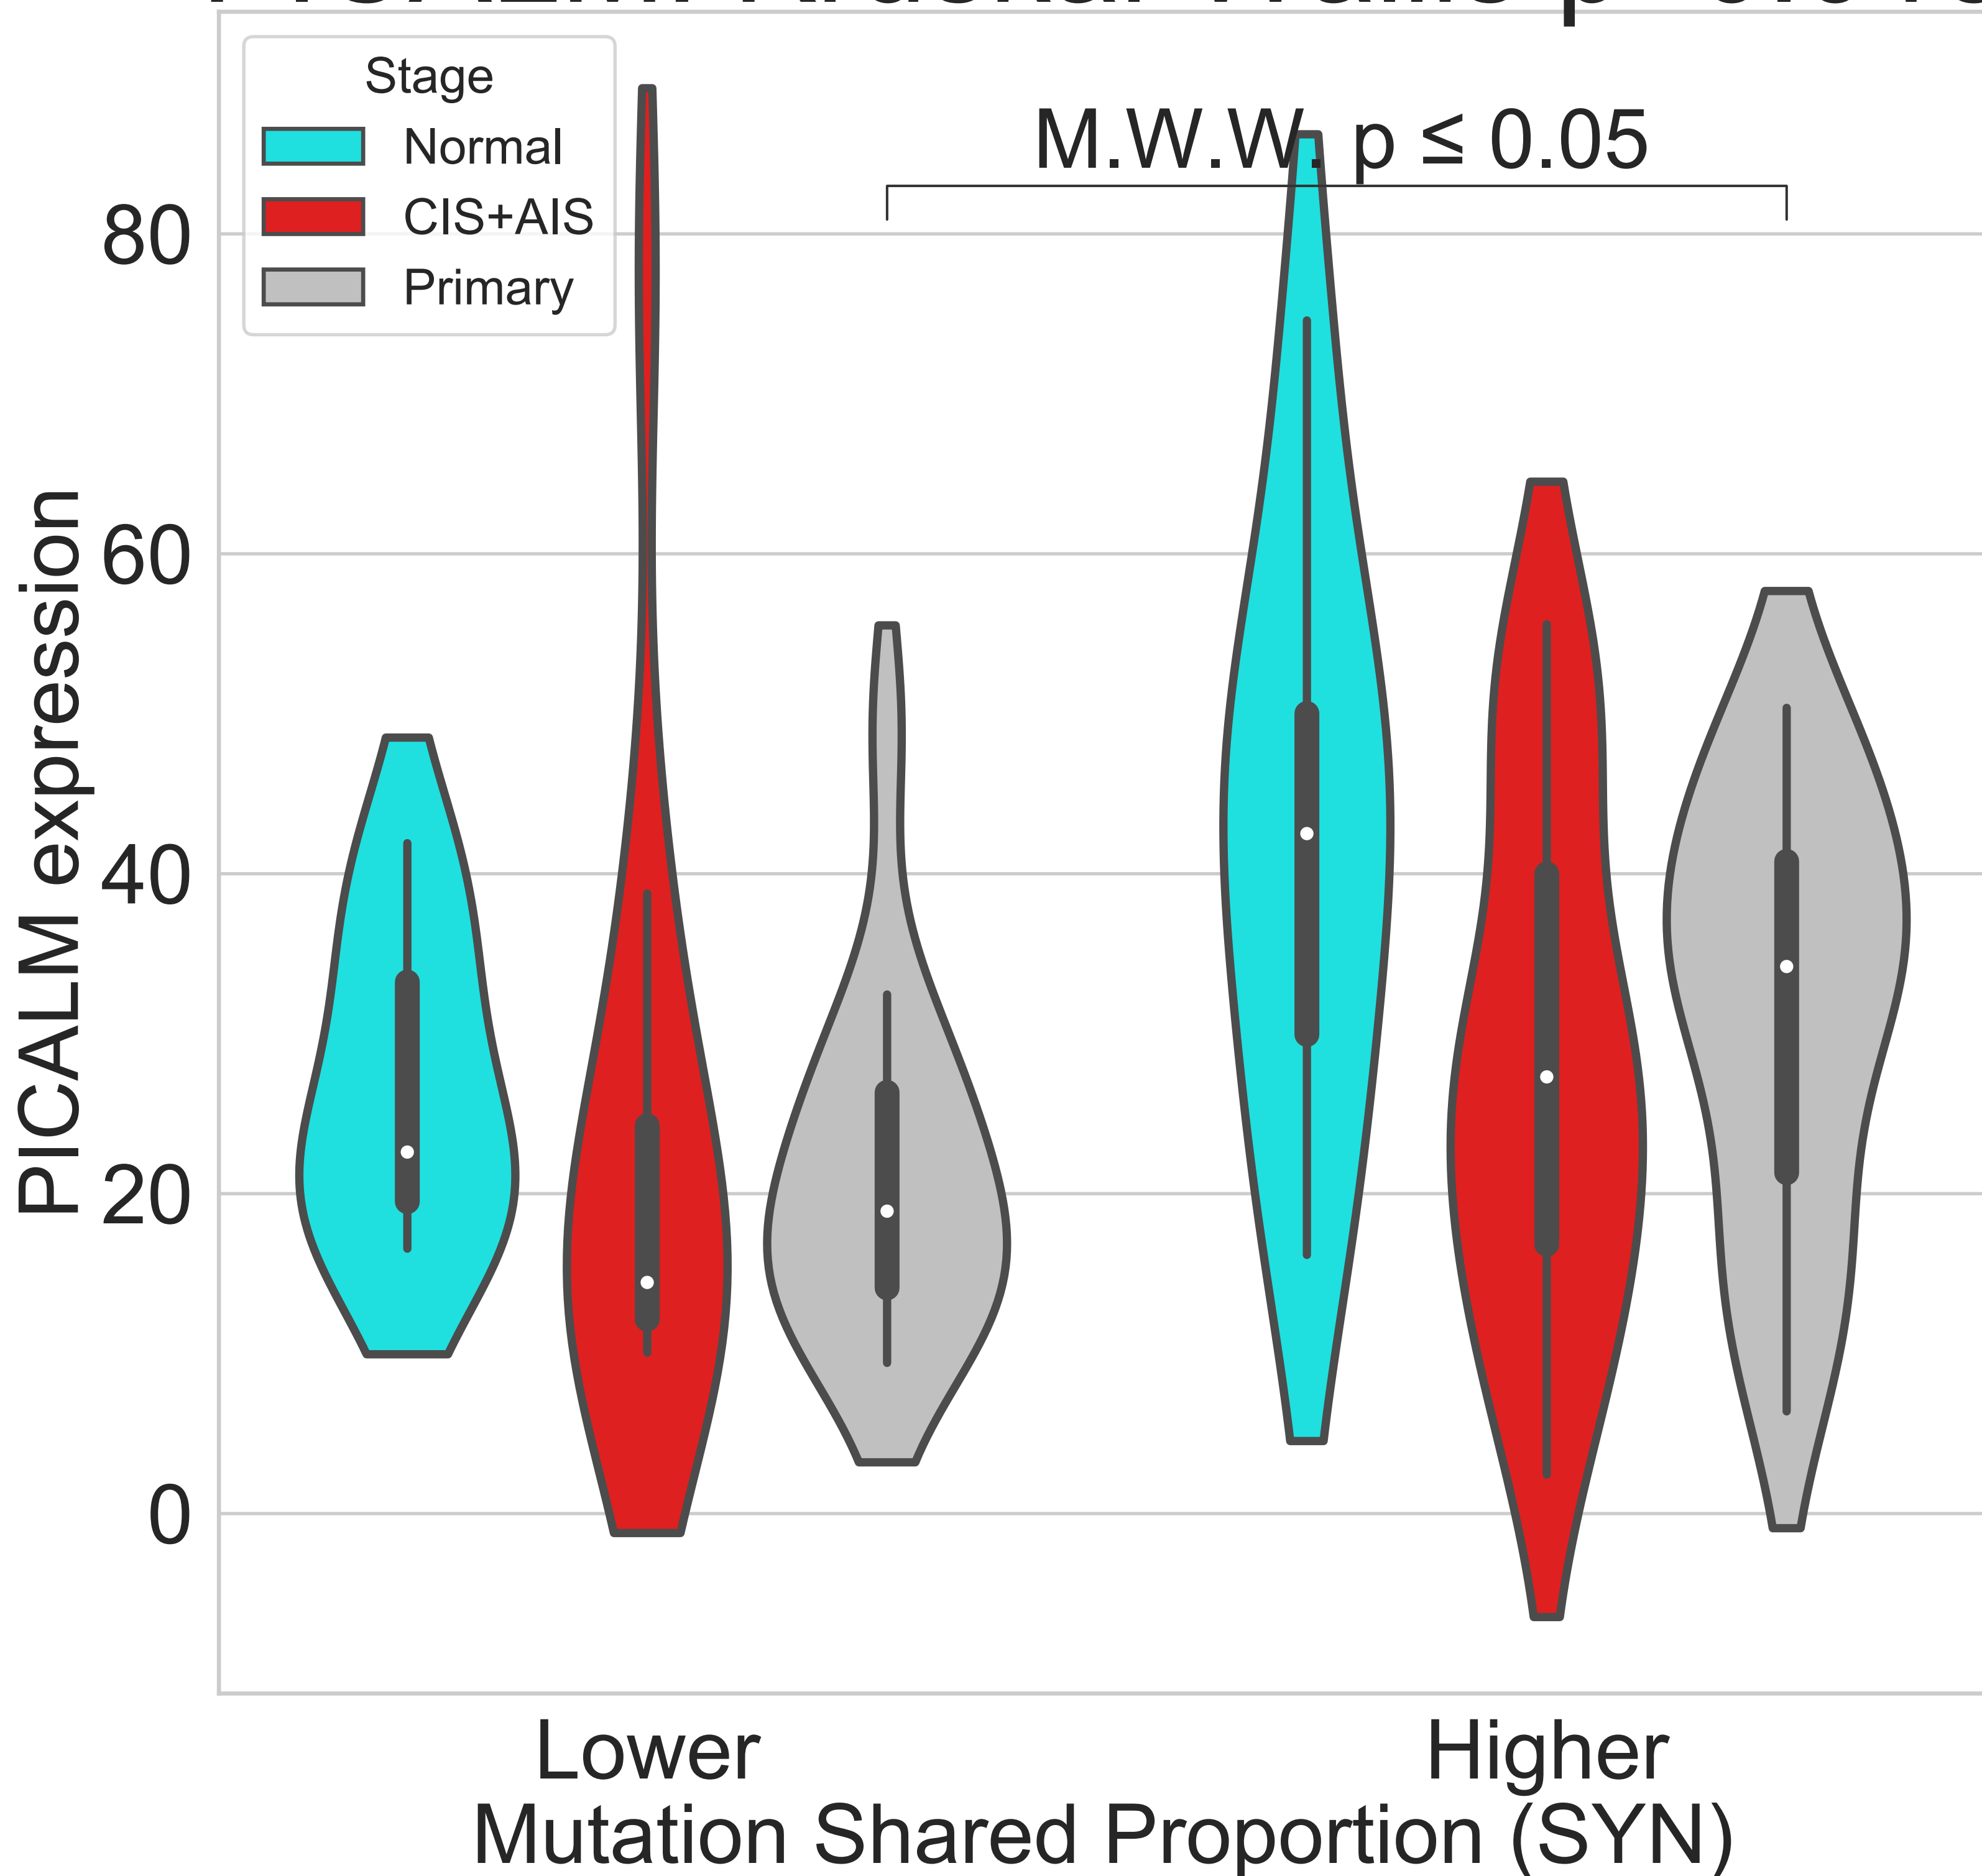 Stage
Normal
CIS+AIS
Primary
M.W.W. p ≤ 0.05
80
60
40
20
0
PICALM expression
Lower
Higher
Mutation Shared Proportion (SYN)